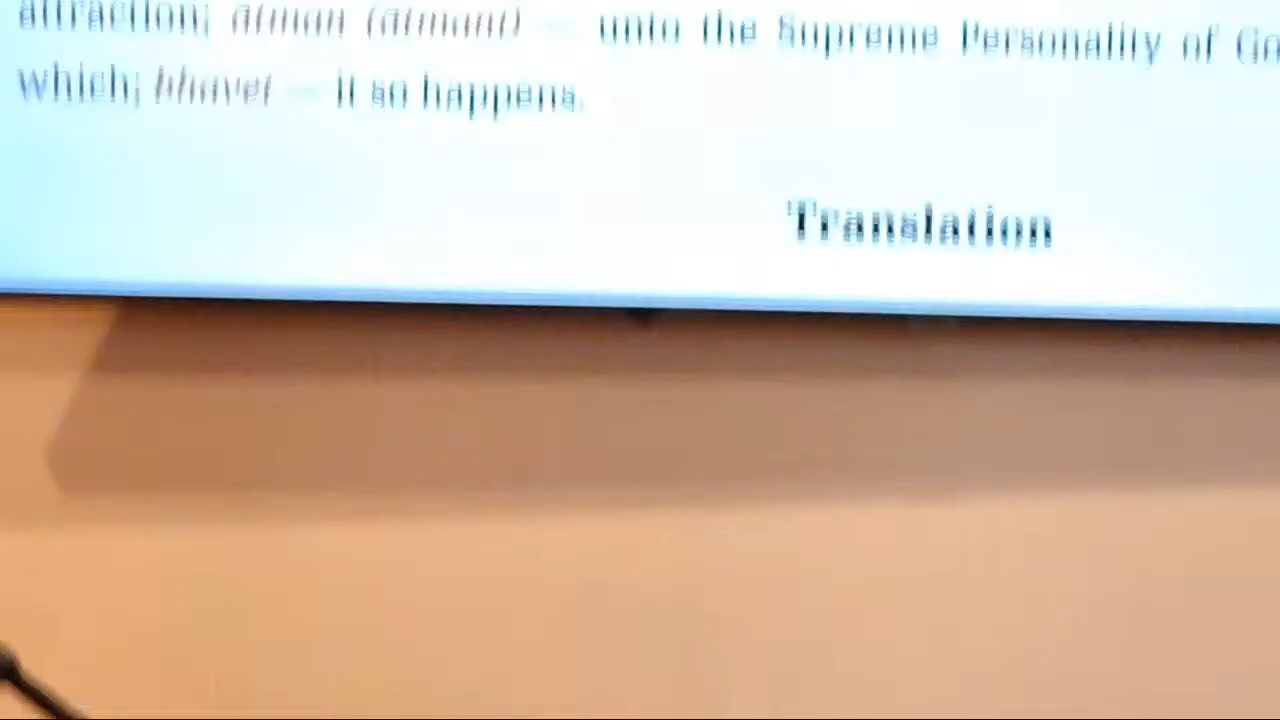 attraction; ātman (ātmani) — unto the Supreme Personality of Go
which; bhavet — it so happens.
Translation